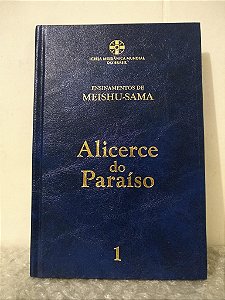 IGREJA MESSIÂNICA MUNDIAL
DO BRASIL
ENSINAMENTOS DE
MEISHU-SAMA
Alicerce
do
Paraíso
1